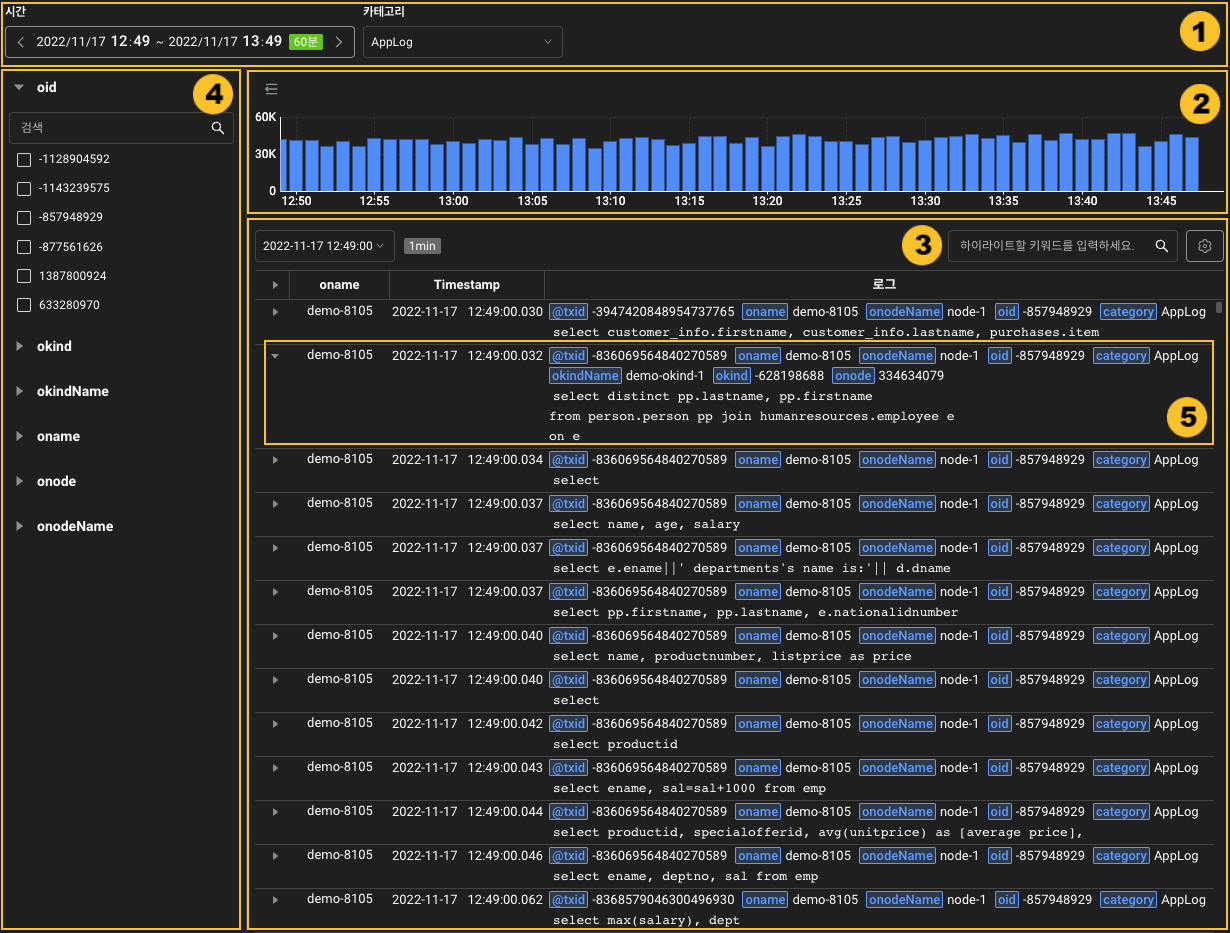 시간
카테고리
2022/11/17 12:49 ~ 2022/11/17 13:49 60분
AppLog
1
oid
4
검색
-1128904592
-1143239575
-857948929
-877561626
1387800924
633280970
okind
okindName
oname
onode
onodeName
2
60K
30K
0
12:50 12:55 13:00 13:05 13:10 13:15 13:20 13:25 13:30 13:35 13:40 13:45
2022-11-17 12:49:00 1min
3
하이라이트할 키워드를 입력하세요.
oname Timestamp 로그
demo-8105 2022-11-17 12:49:00.030 @txid -3947420848954737765 oname demo-8105 onodeName node-1 oid -857948929 category AppLog
select customer_info.firstname, customer_info.lastname, purchases.item
demo-8105 2022-11-17 12:49:00.032 @txid -836069564840270589 oname demo-8105 onodeName node-1 oid -857948929 category AppLog
okindName demo-okind-1 okind -628198688 onode 334634079
select distinct pp.lastname, pp.firstname
from person.person pp join humanresources.employee e
on e
5
demo-8105 2022-11-17 12:49:00.034 @txid -836069564840270589 oname demo-8105 onodeName node-1 oid -857948929 category AppLog
select
demo-8105 2022-11-17 12:49:00.037 @txid -836069564840270589 oname demo-8105 onodeName node-1 oid -857948929 category AppLog
select name, age, salary
demo-8105 2022-11-17 12:49:00.037 @txid -836069564840270589 oname demo-8105 onodeName node-1 oid -857948929 category AppLog
select e.ename||' departments's name is:'|| d.dname
demo-8105 2022-11-17 12:49:00.037 @txid -836069564840270589 oname demo-8105 onodeName node-1 oid -857948929 category AppLog
select pp.firstname, pp.lastname, e.nationalidnumber
demo-8105 2022-11-17 12:49:00.040 @txid -836069564840270589 oname demo-8105 onodeName node-1 oid -857948929 category AppLog
select name, productnumber, listprice as price
demo-8105 2022-11-17 12:49:00.040 @txid -836069564840270589 oname demo-8105 onodeName node-1 oid -857948929 category AppLog
select
demo-8105 2022-11-17 12:49:00.042 @txid -836069564840270589 oname demo-8105 onodeName node-1 oid -857948929 category AppLog
select productid
demo-8105 2022-11-17 12:49:00.043 @txid -836069564840270589 oname demo-8105 onodeName node-1 oid -857948929 category AppLog
select ename, sal=sal+1000 from emp
demo-8105 2022-11-17 12:49:00.044 @txid -836069564840270589 oname demo-8105 onodeName node-1 oid -857948929 category AppLog
select productid, specialofferid, avg(unitprice) as [average price],
demo-8105 2022-11-17 12:49:00.046 @txid -836069564840270589 oname demo-8105 onodeName node-1 oid -857948929 category AppLog
select ename, deptno, sal from emp
demo-8105 2022-11-17 12:49:00.062 @txid -8368579046300496930 oname demo-8105 onodeName node-1 oid -857948929 category AppLog
select max(salary), dept